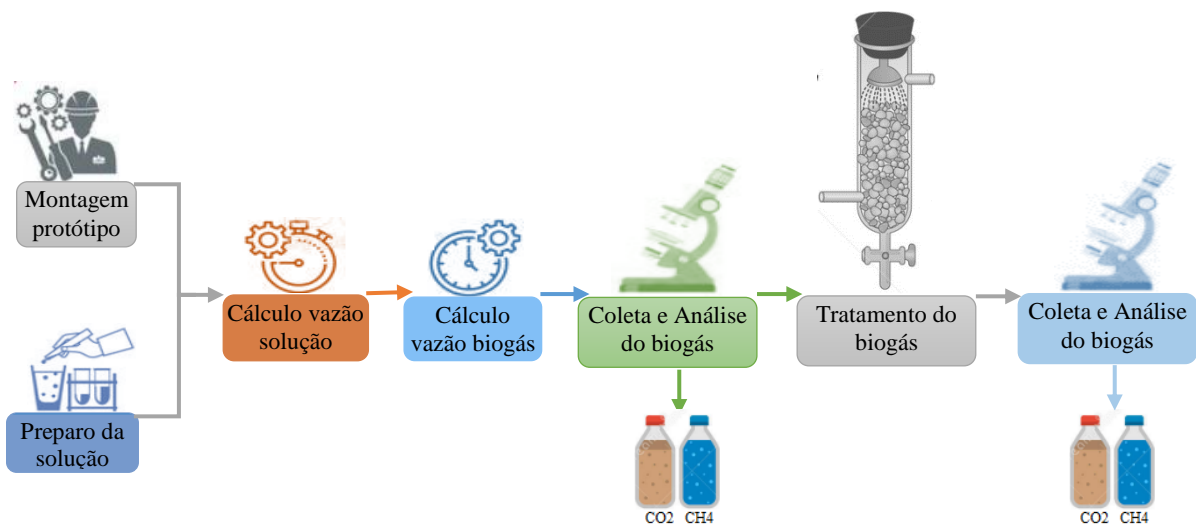 Montagem
protótipo
Preparo da
solução
Cálculo vazão
solução
Cálculo
vazão biogás
Coleta e Análise
do biogás
CO2 CH4
Tratamento do
biogás
Coleta e Análise
do biogás
CO2 CH4